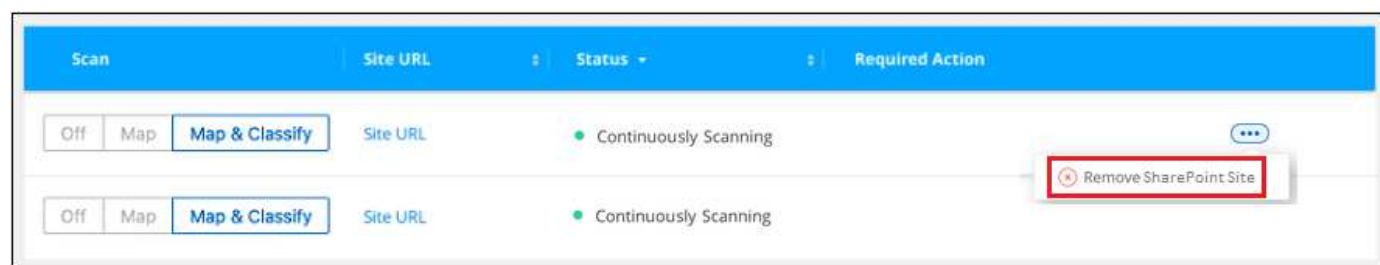 Scan Site URL Status Required Action
Off Map Map & Classify Site URL Continuously Scanning
Remove SharePoint Site
Off Map Map & Classify Site URL Continuously Scanning